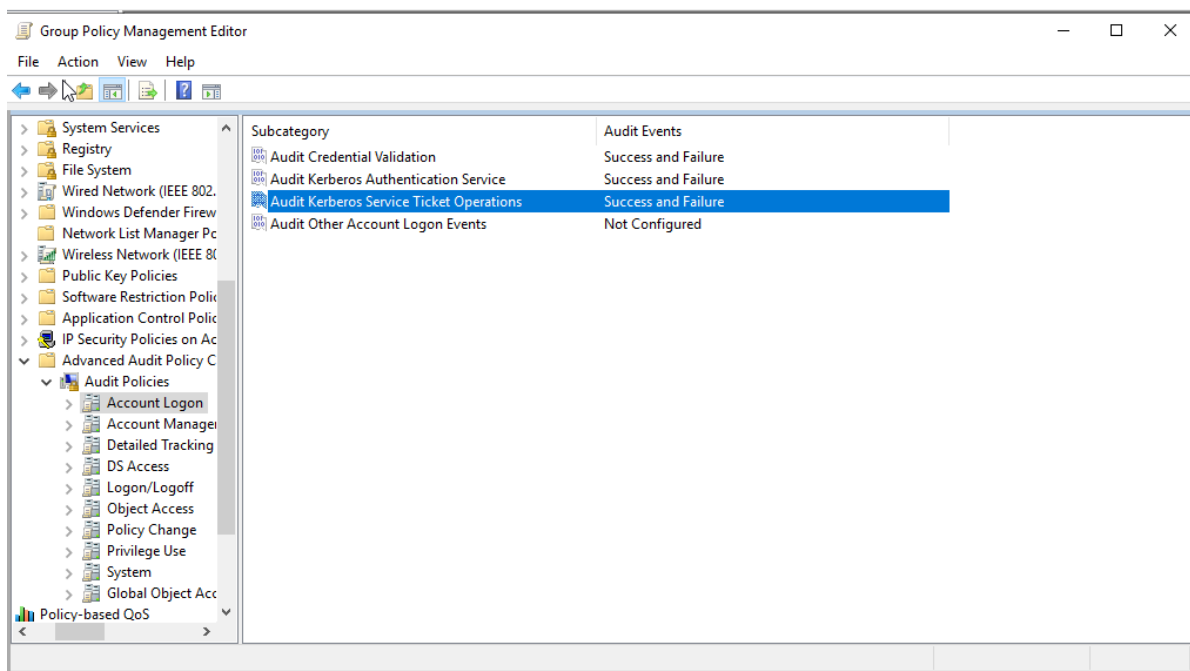 Group Policy Management Editor
File Action View Help
System Services
Registry
File System
Wired Network (IEEE 802.
Windows Defender Firew
Network List Manager Pc
Wireless Network (IEEE 80
Public Key Policies
Software Restriction Polic
Application Control Polic
IP Security Policies on Ac
Advanced Audit Policy C
Audit Policies
Account Logon
Account Manage
Detailed Tracking
DS Access
Logon/Logoff
Object Access
Policy Change
Privilege Use
System
Global Object Acc
Policy-based QoS
Subcategory Audit Events
Audit Credential Validation Success and Failure
Audit Kerberos Authentication Service Success and Failure
Audit Kerberos Service Ticket Operations Success and Failure
Audit Other Account Logon Events Not Configured